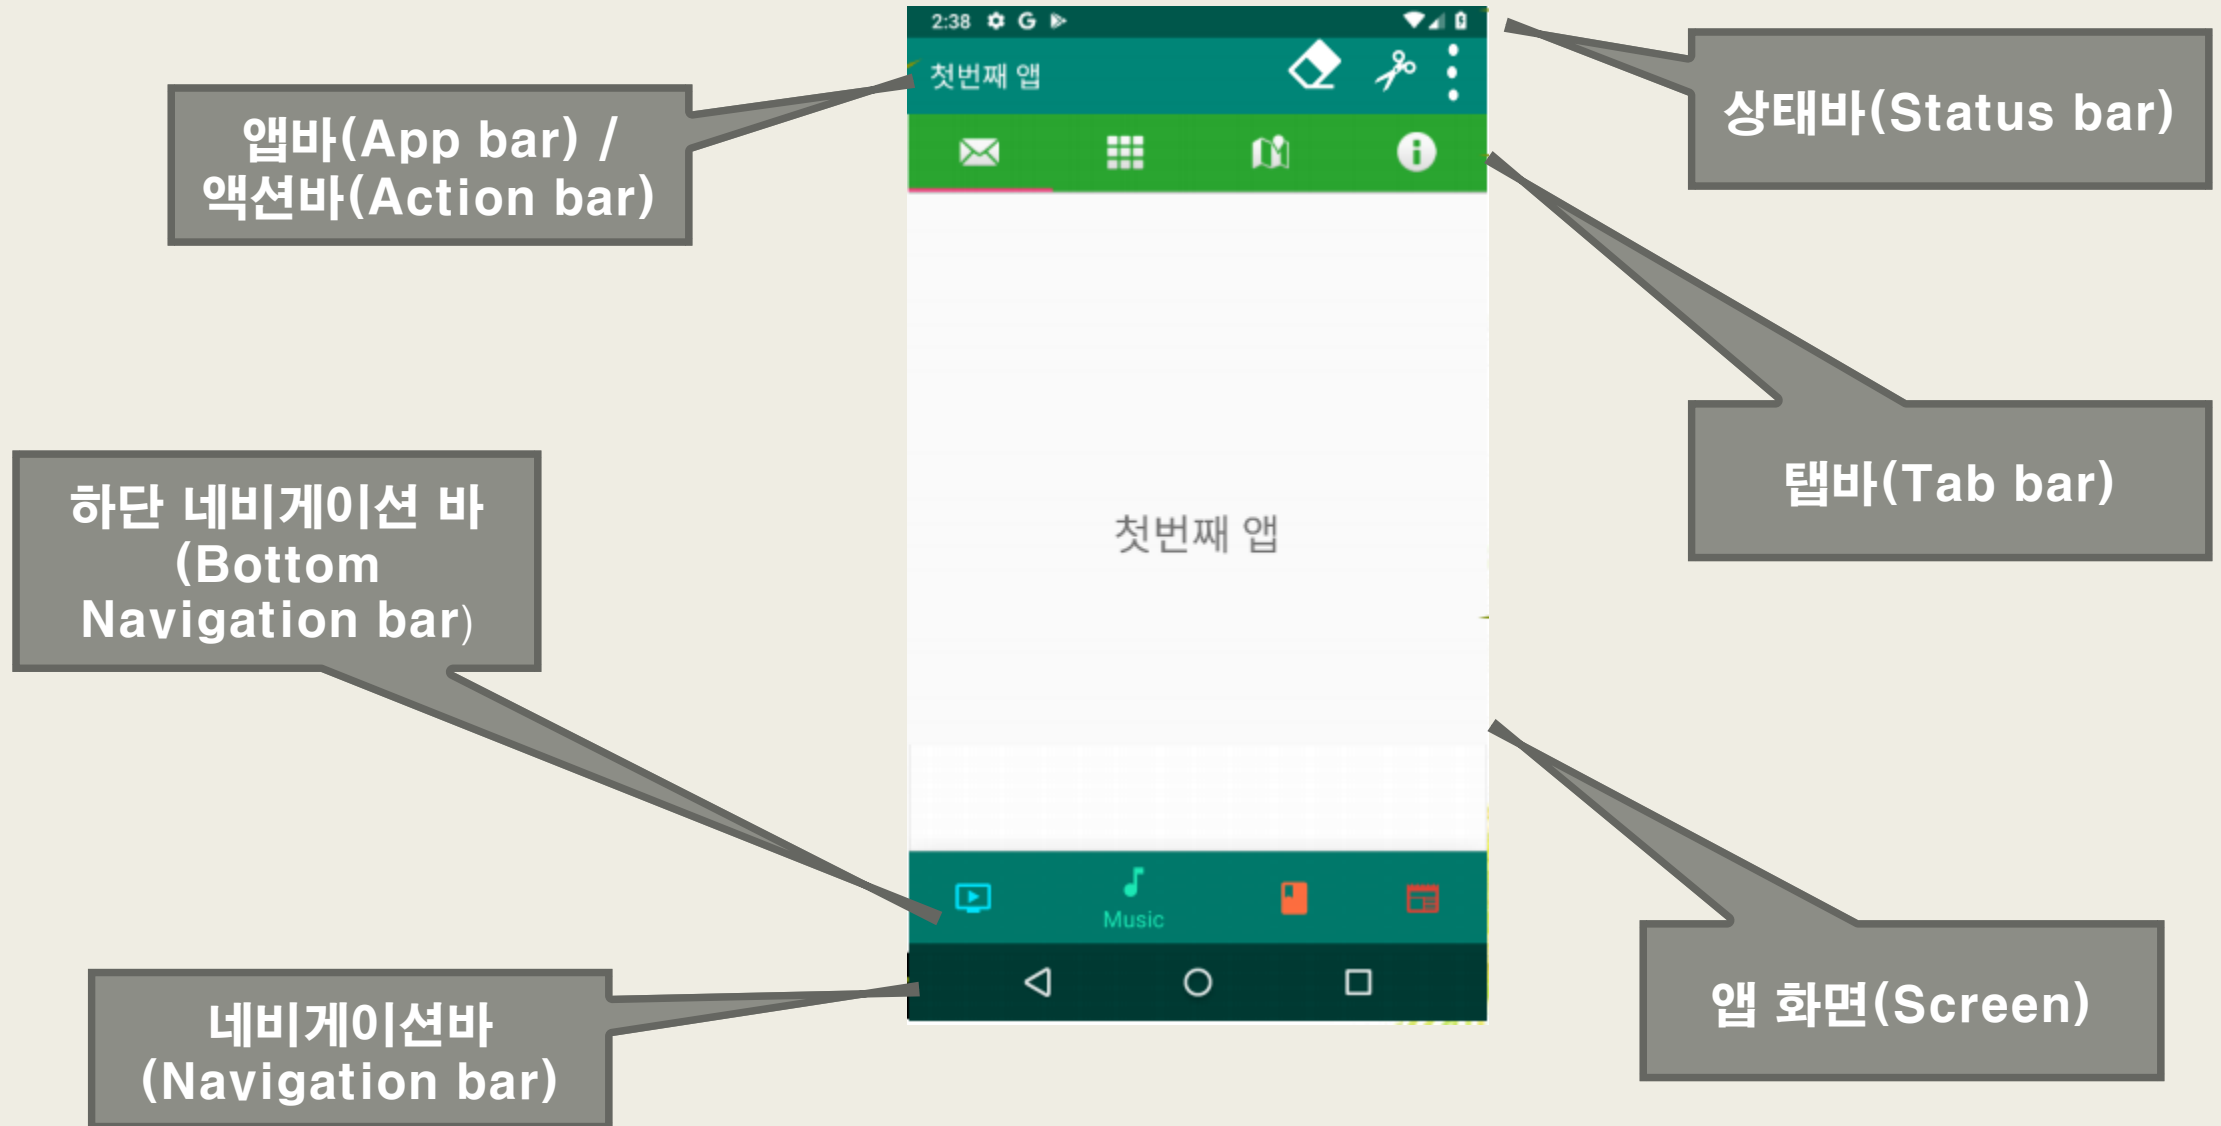 2:38
첫번째 앱
앱바(App bar) /
액션바(Action bar)
상태바(Status bar)
탭바(Tab bar)
하단 네비게이션 바
(Bottom
Navigation bar)
첫번째 앱
Music
네비게이션바
(Navigation bar)
앱 화면(Screen)